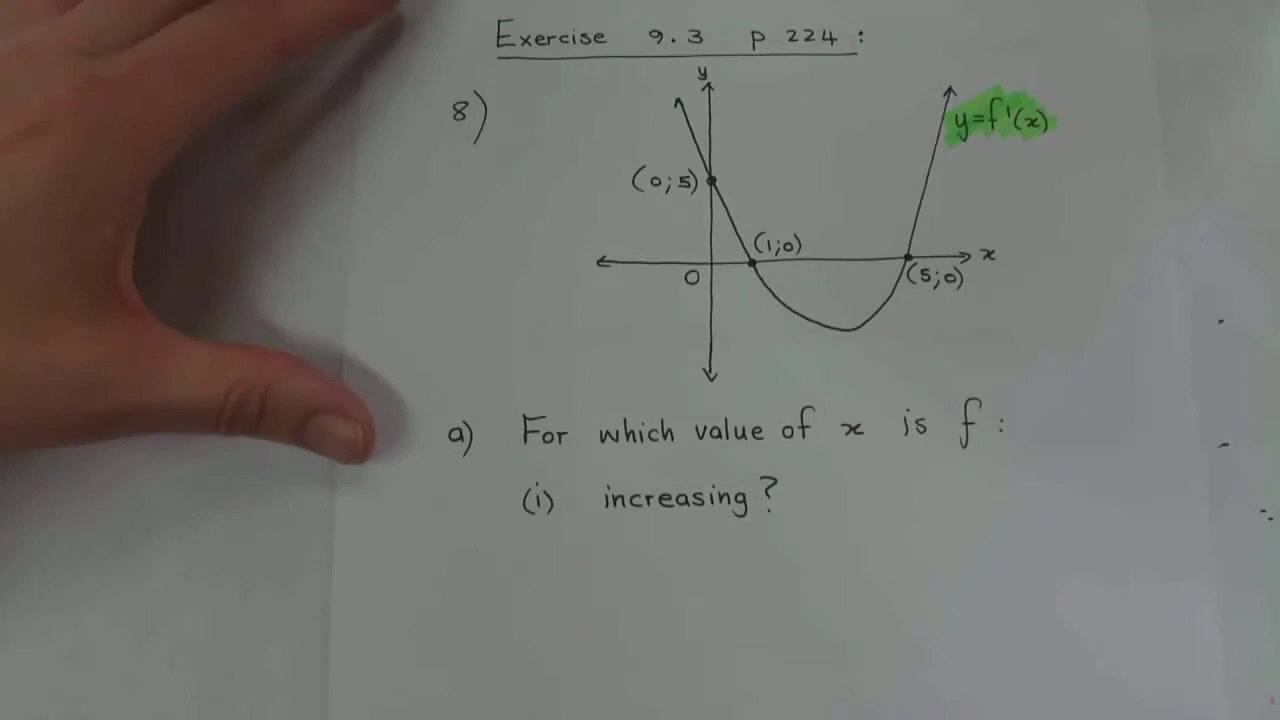 Exercise 9.3 p 224 :
8)
y
y=f'(x)
(0;5)
(1;0)
x
0
(5;0)
a) For which value of x is f :
(i) increasing ?